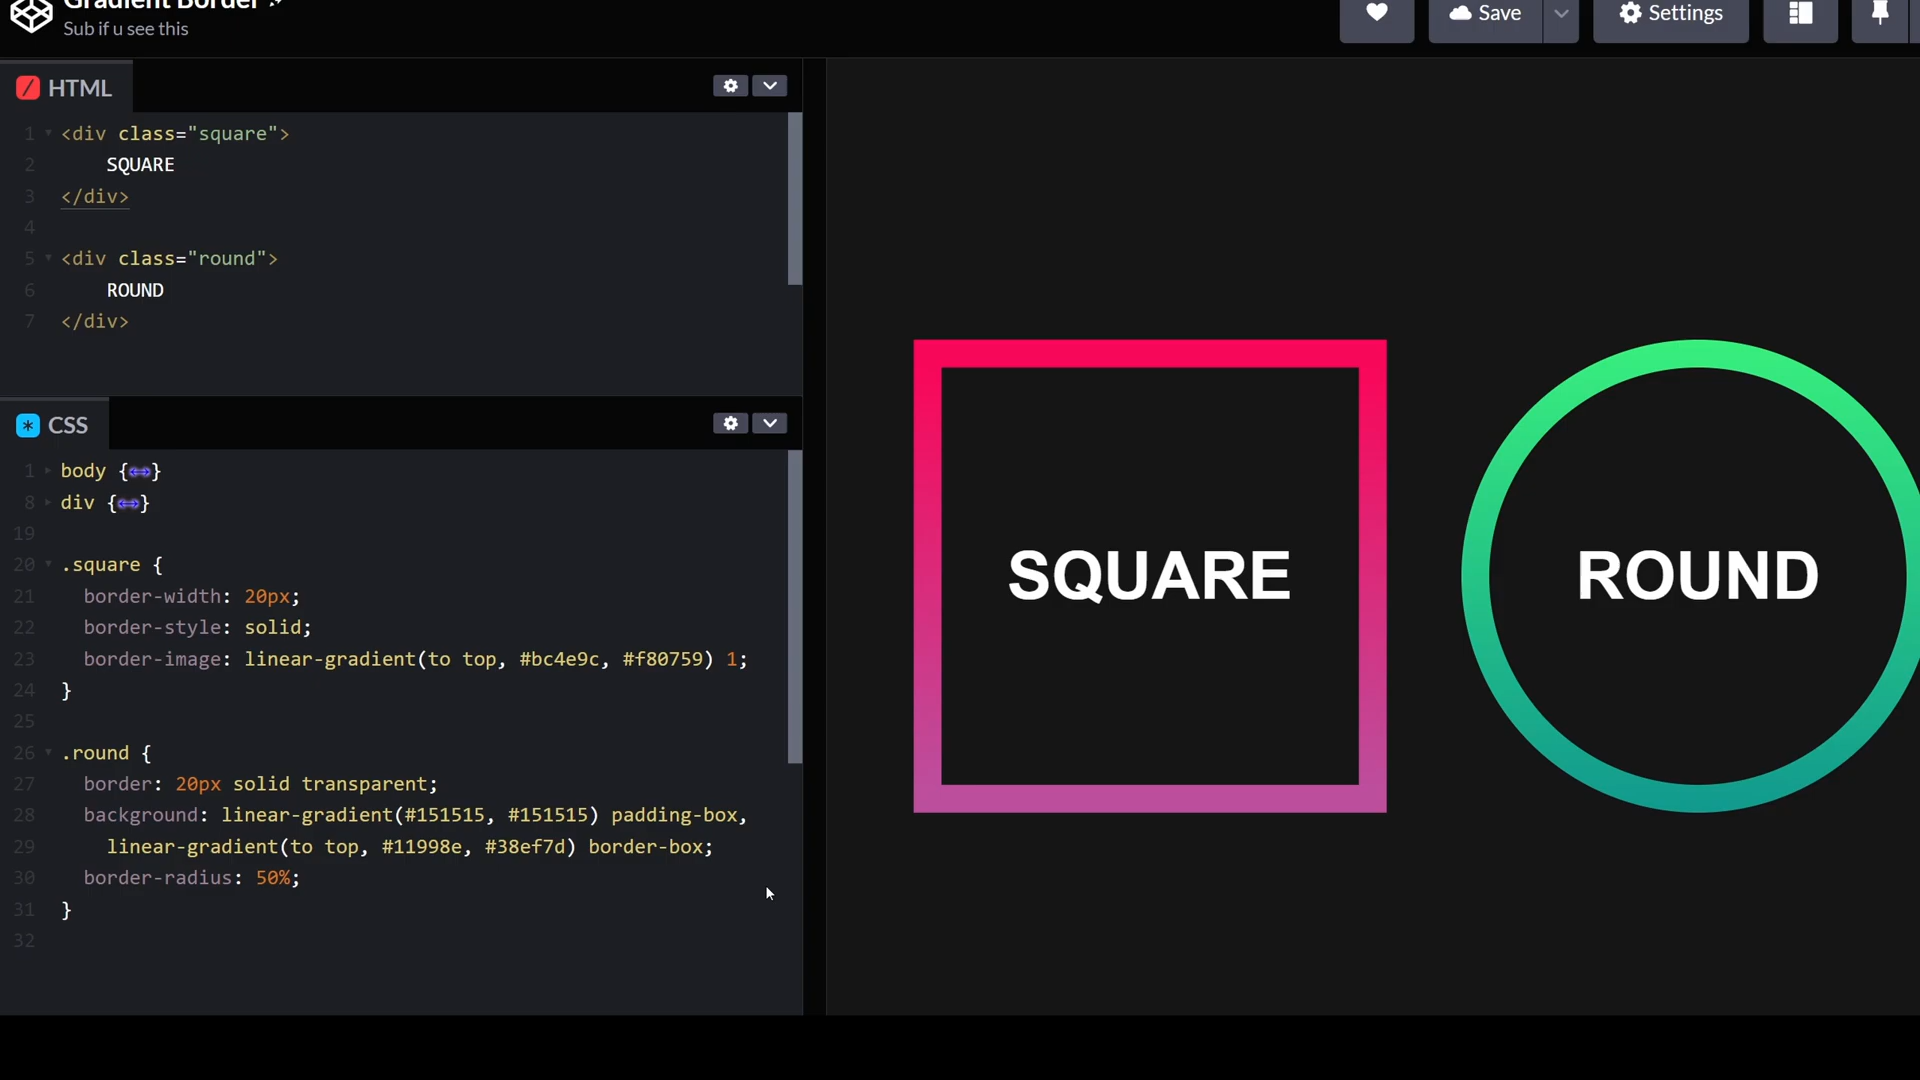 Gradient Border
Sub if u see this
Save
Settings
HTML
1 <div class="square">
2 SQUARE
3 </div>
4
5 <div class="round">
6 ROUND
7 </div>
CSS
1 body {↔}
8 div {↔}
19
20 .square {
21 border-width: 20px;
22 border-style: solid;
23 border-image: linear-gradient(to top, #bc4e9c, #f80759) 1;
24 }
25
26 .round {
27 border: 20px solid transparent;
28 background: linear-gradient(#151515, #151515) padding-box,
29 linear-gradient(to top, #11998e, #38ef7d) border-box;
30 border-radius: 50%;
31 }
32
SQUARE
ROUND